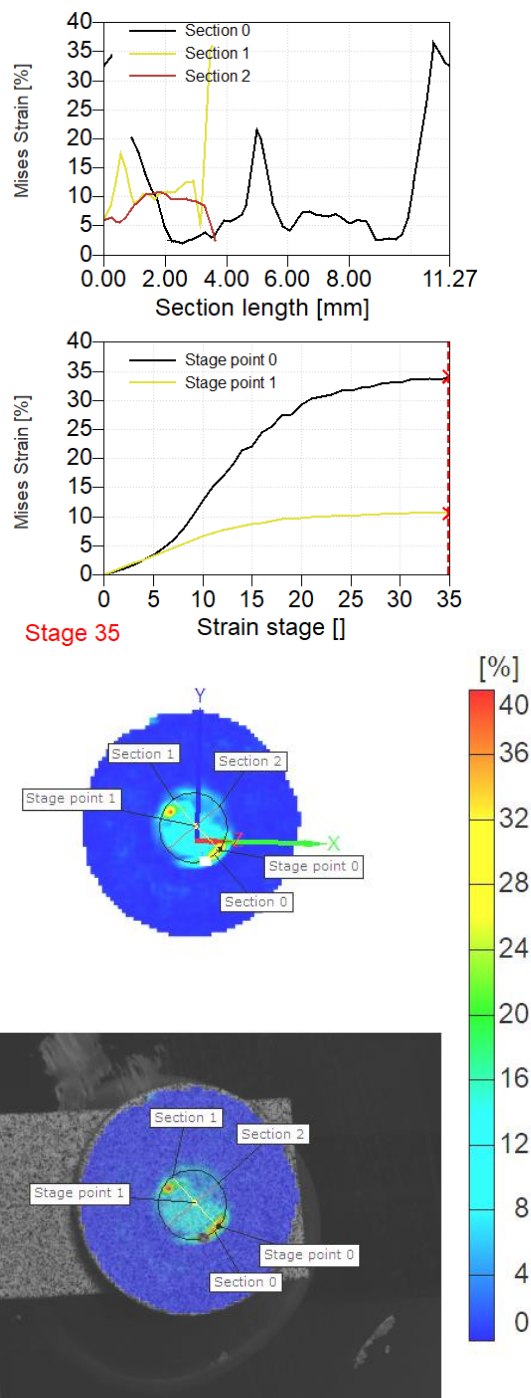 40
35
30
25
20
15
10
5
0
Mises Strain [%]
Section 0
Section 1
Section 2
0.00 2.00 4.00 6.00 8.00 11.27
Section length [mm]
40
35
30
25
20
15
10
5
0
Mises Strain [%]
Stage point 0
Stage point 1
0 5 10 15 20 25 30 35
Strain stage []
Stage 35
[%]
40
36
32
28
24
20
16
12
8
4
0
Y
Section 1
Section 2
Stage point 1
Z
X
Stage point 0
Section 0
Section 1
Section 2
Stage point 1
Stage point 0
Section 0